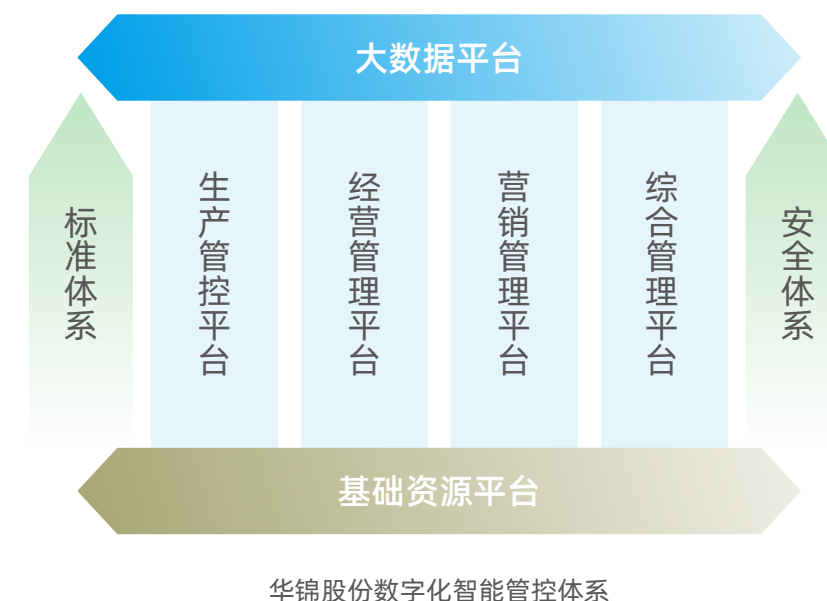 大数据平台
标准体系
生产管控平台
经营管理平台
营销管理平台
综合管理平台
安全体系
基础资源平台
华锦股份数字化智能管控体系